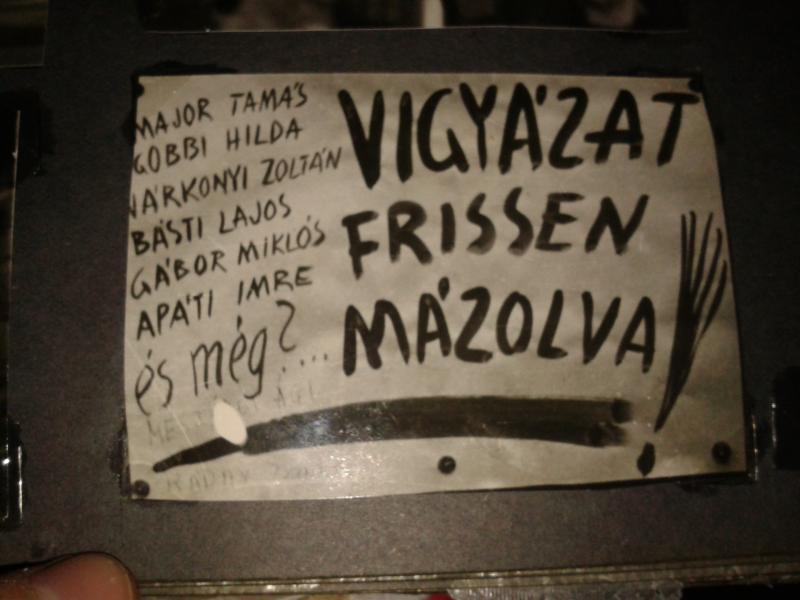 MAJOR TAMÁS
GOBBI HILDA
VÁRKONYI ZOLTÁN
BÁSTI LAJOS
GÁBOR MIKLÓS
APÁTI IMRE
és még?....
VIGYÁZAT
FRISSEN
MÁZOLVA!